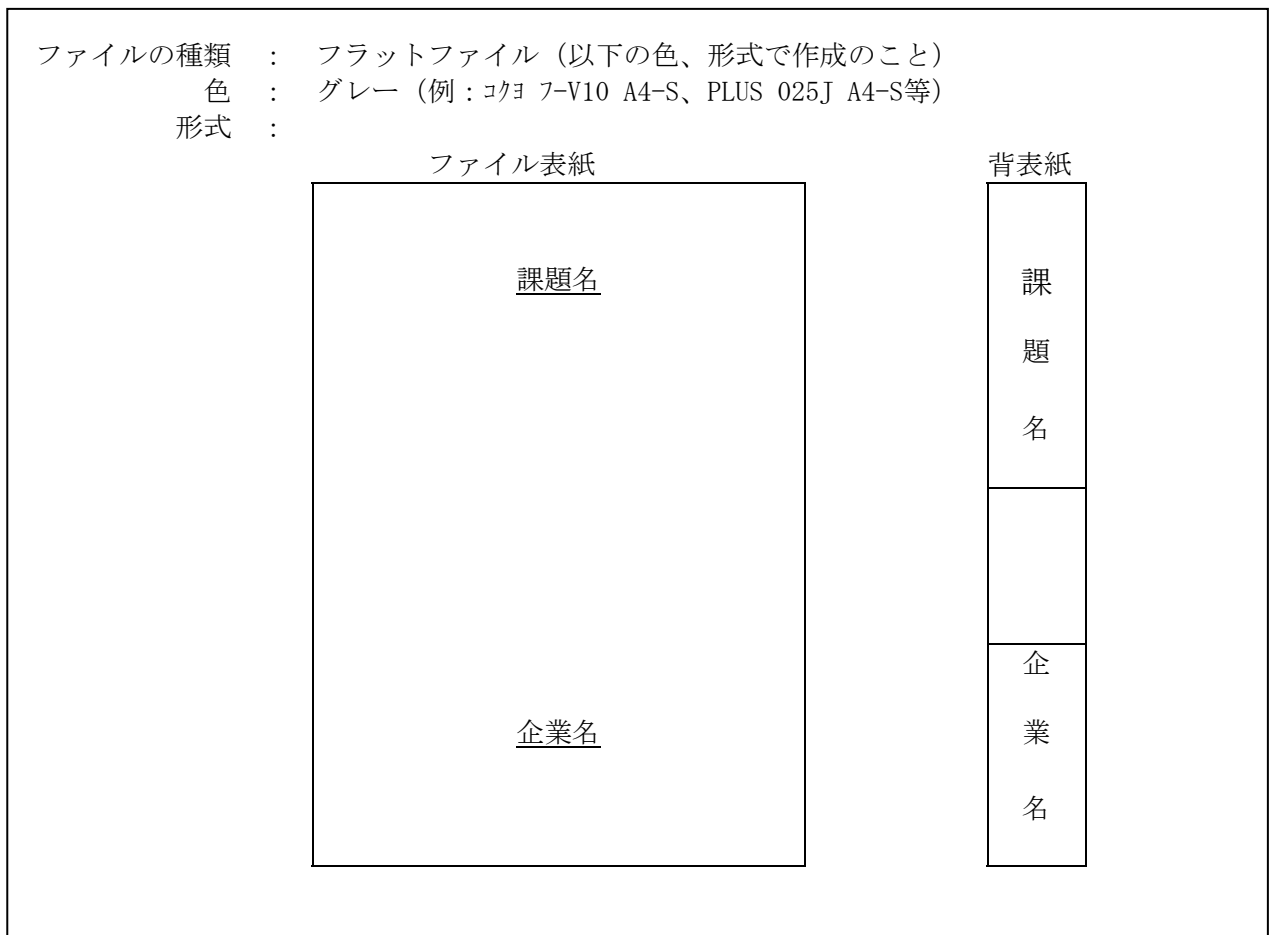 ファイルの種類 : フラットファイル(以下の色、形式で作成のこと)
色 : グレー(例:ｺｸﾖ ﾌ-V10 A4-S、PLUS 025J A4-S等)
形式 :
ファイル表紙
課題名
企業名
背表紙
課
題
名
企
業
名